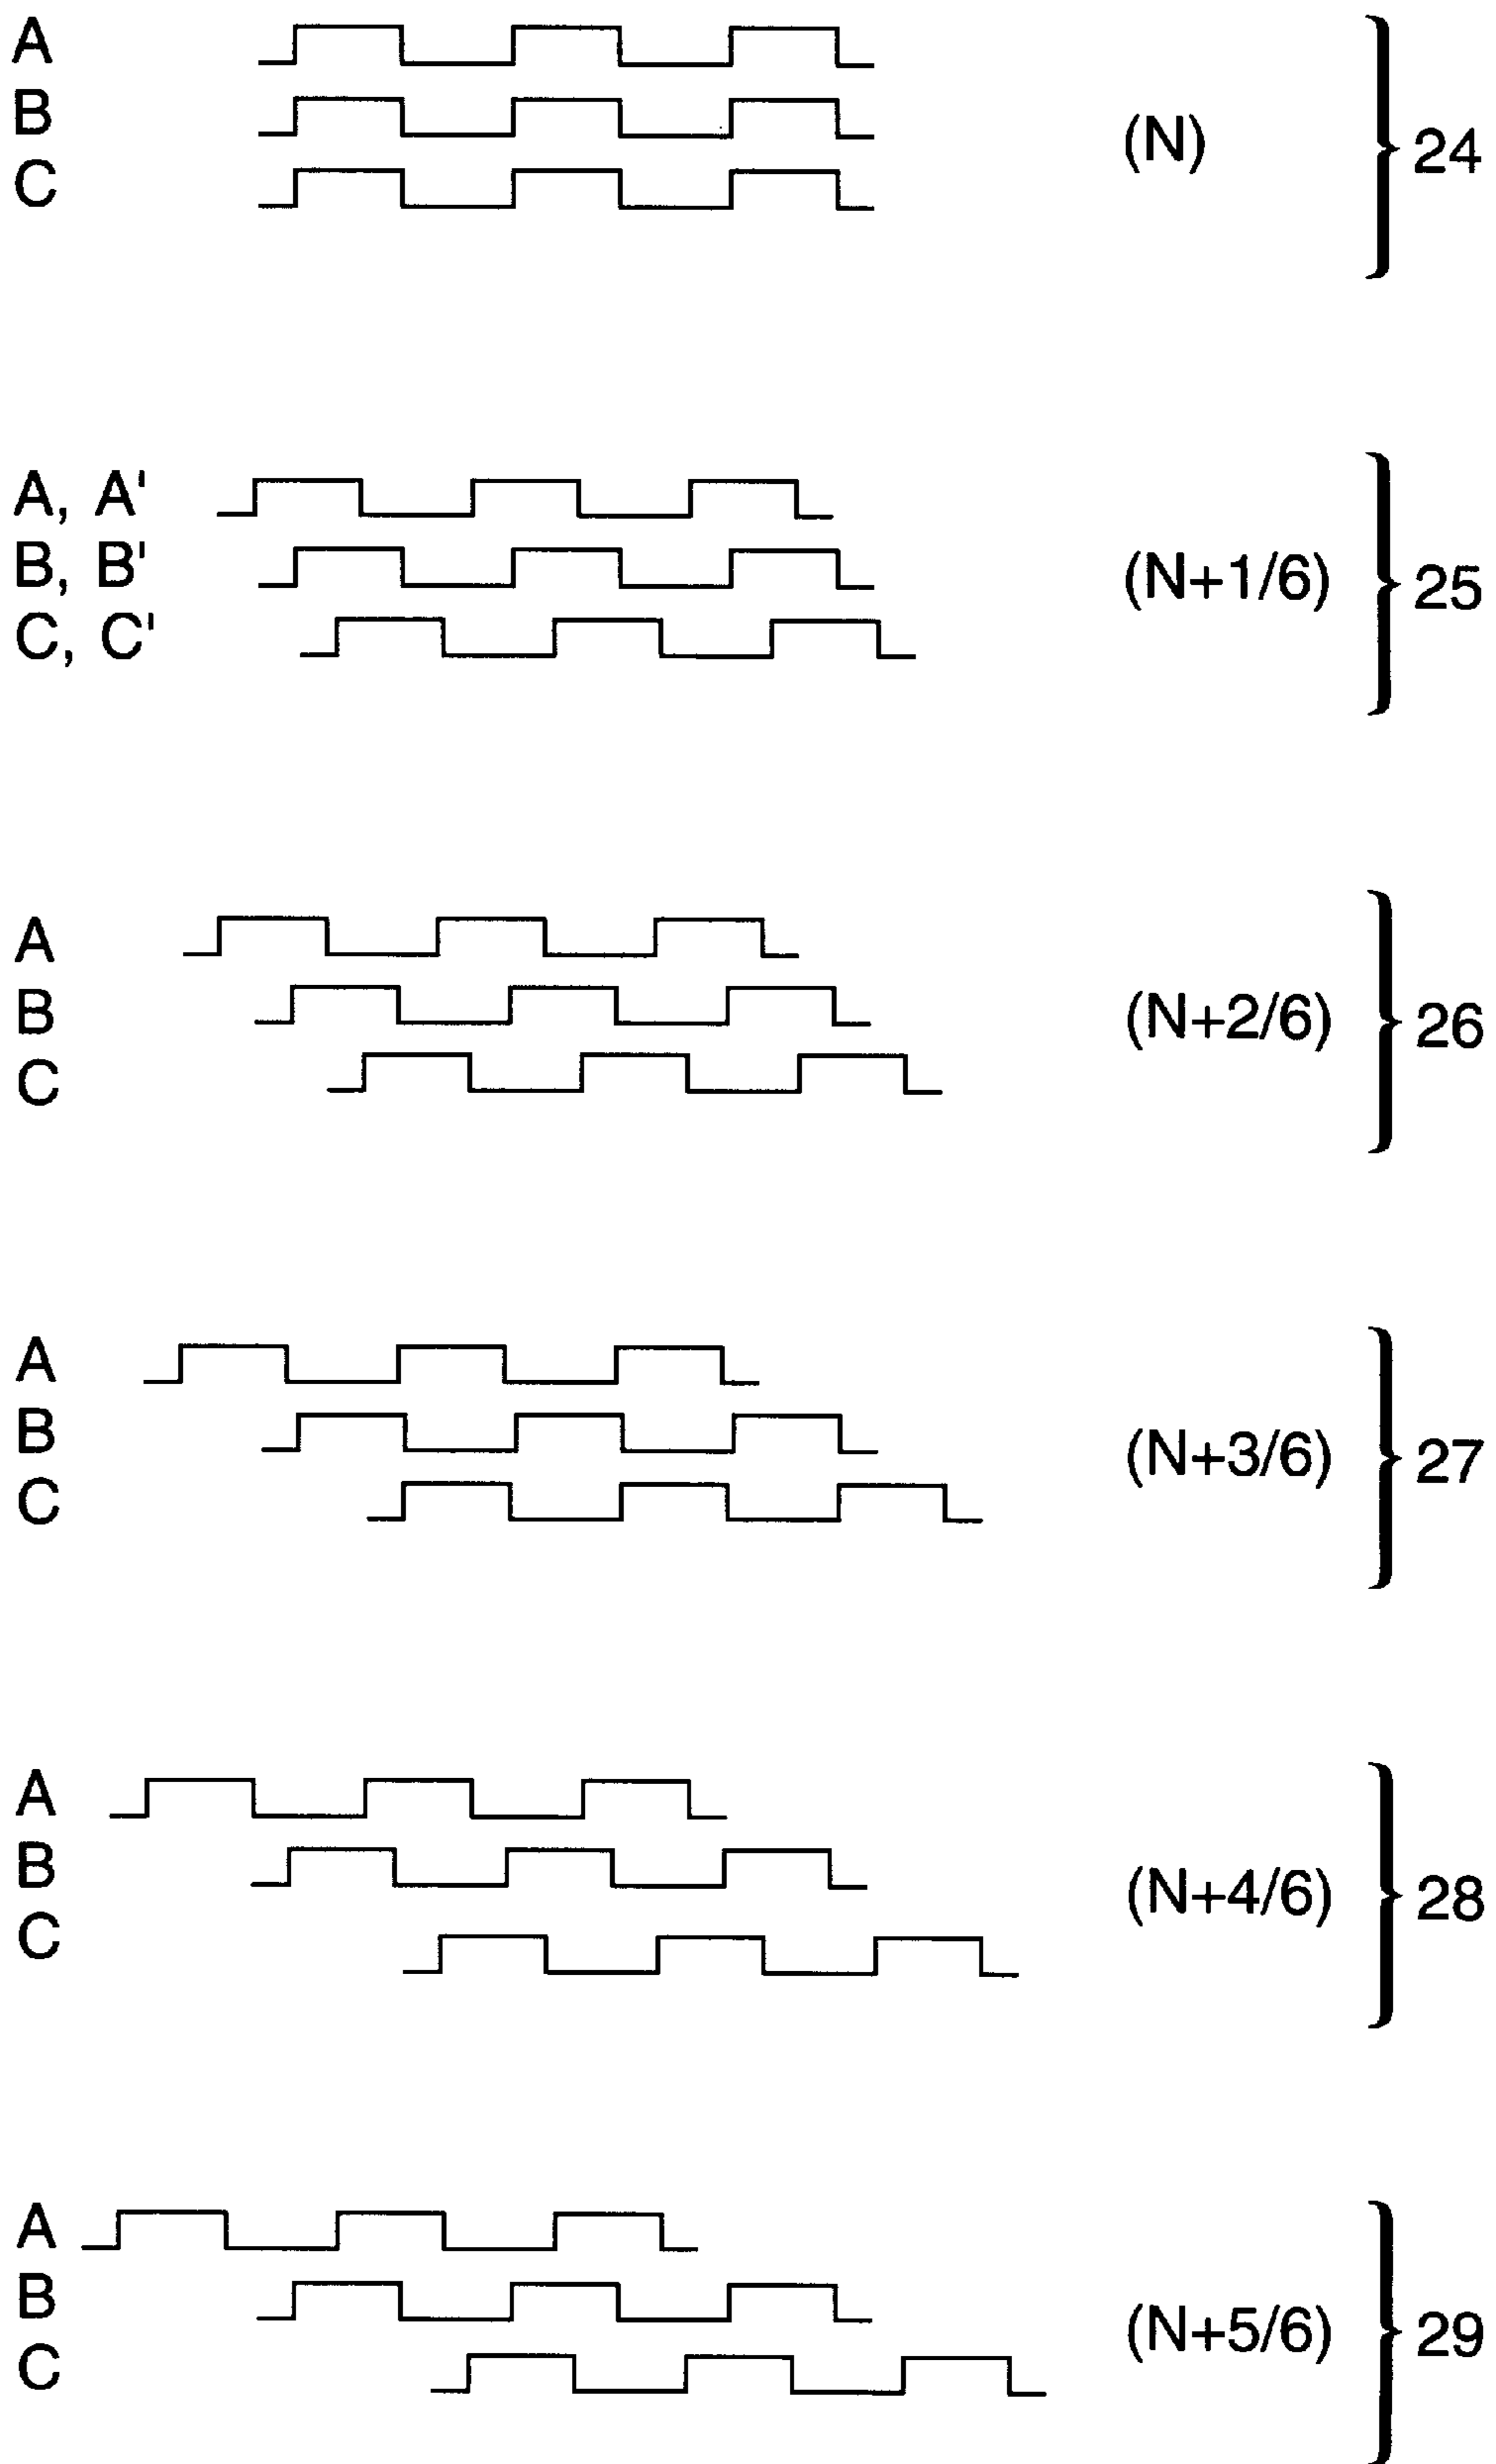 A
B
C
(N)
24
A, A'
B, B'
C, C'
(N+1/6)
25
A
B
C
(N+2/6)
26
A
B
C
(N+3/6)
27
A
B
C
(N+4/6)
28
A
B
C
(N+5/6)
29